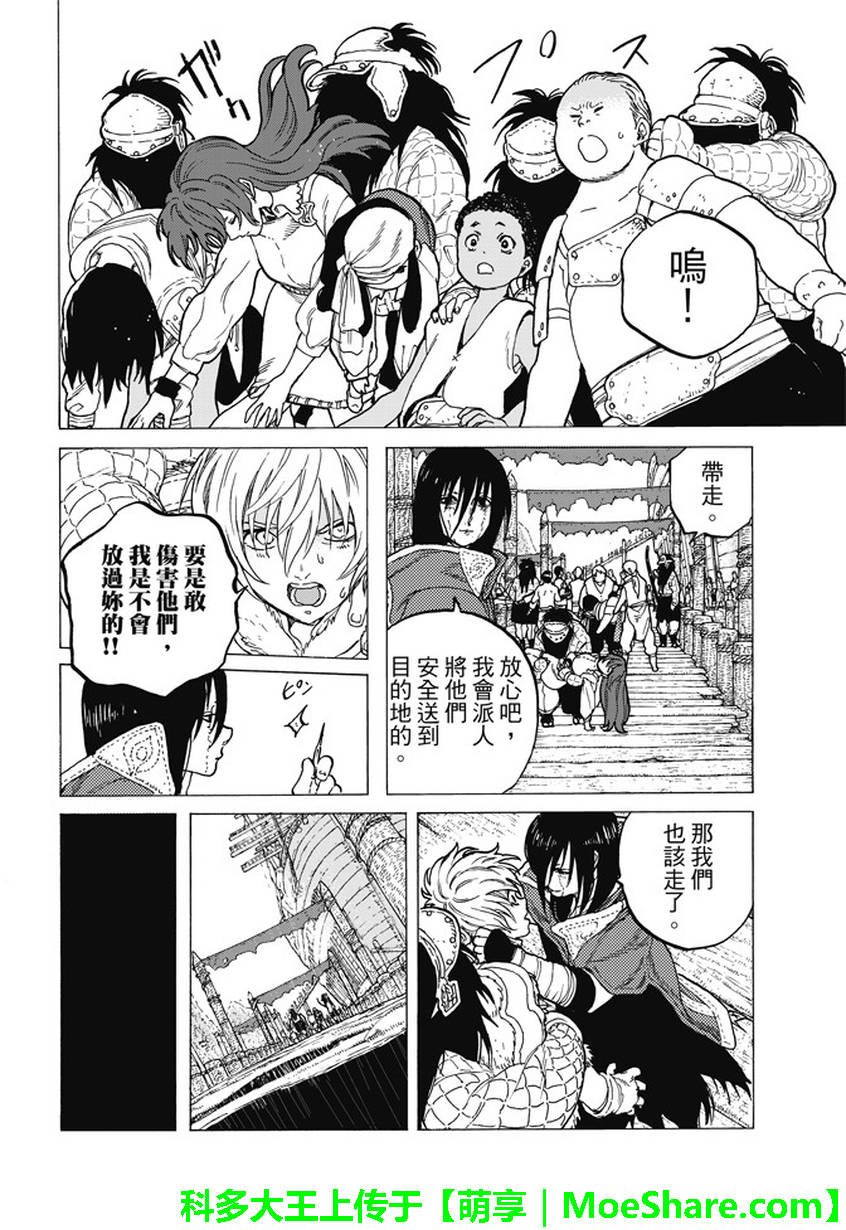 ガクッ
プス
嗚！
帶走。
放心吧，
我會派人
將他們
安全送到
目的地的。
要是敢
傷害他們，
我是不會
放過妳的!!
ピン
那我們
也該走了。
科多大王上传于【萌享｜MoeShare.com】